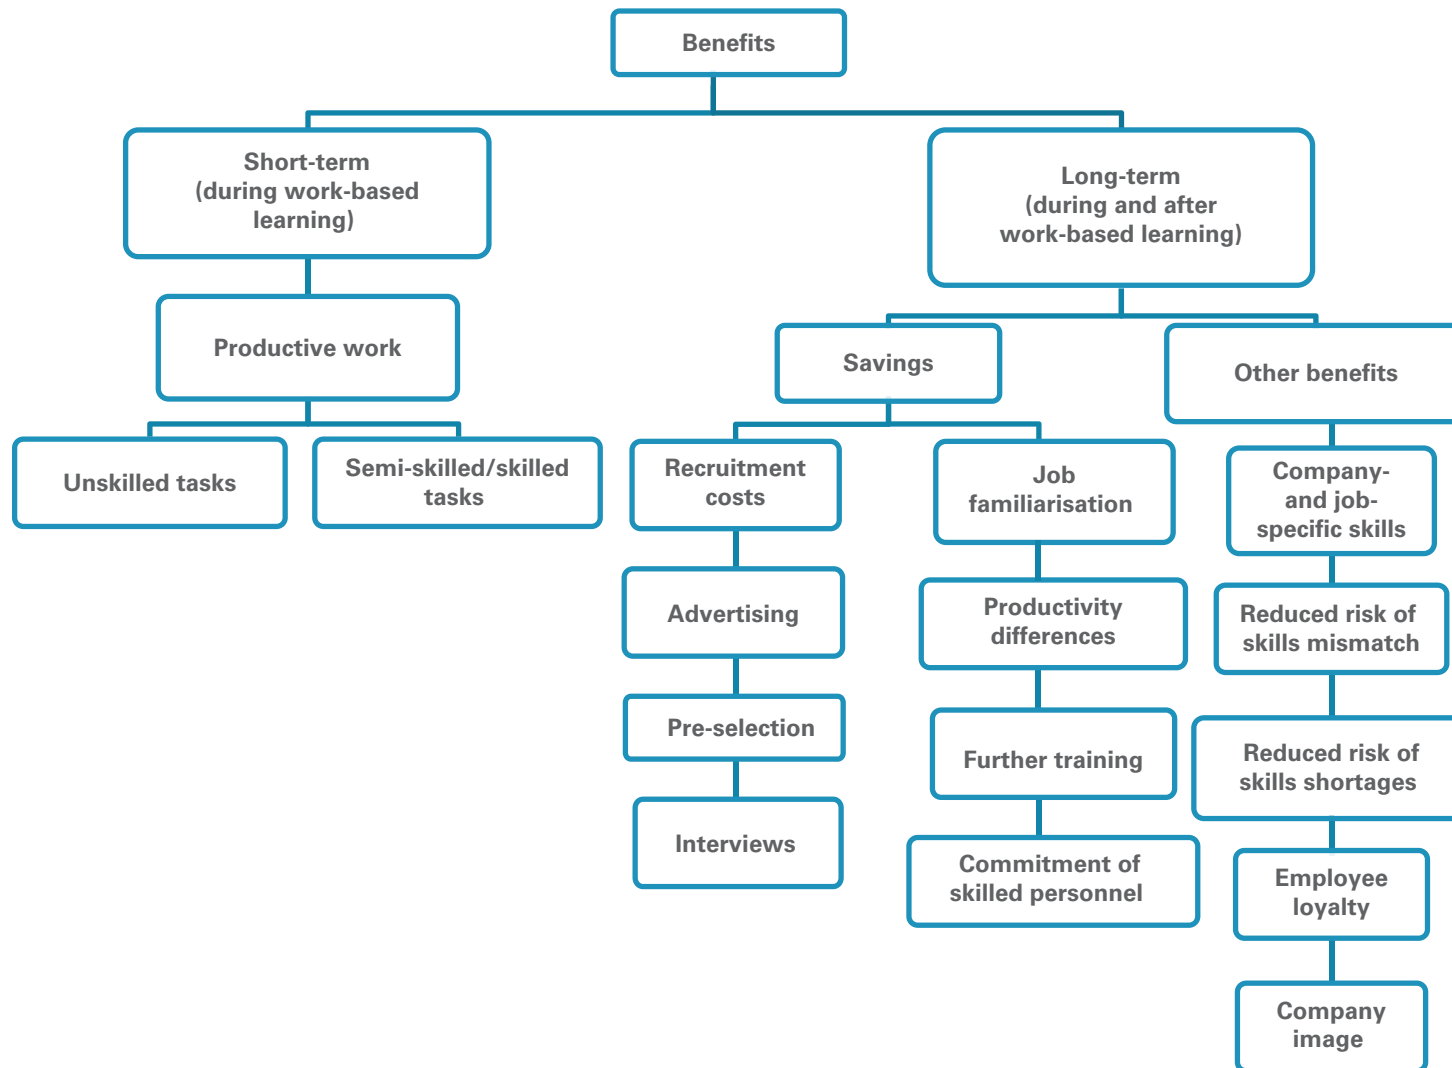 Benefits
Short-term
(during work-based
learning)
Long-term
(during and after
work-based learning)
Productive work
Savings
Other benefits
Unskilled tasks
Semi-skilled/skilled
tasks
Recruitment
costs
Job
familiarisation
Company-
and job-
specific skills
Advertising
Productivity
differences
Reduced risk of
skills mismatch
Pre-selection
Further training
Reduced risk of
skills shortages
Interviews
Commitment of
skilled personnel
Employee
loyalty
Company
image